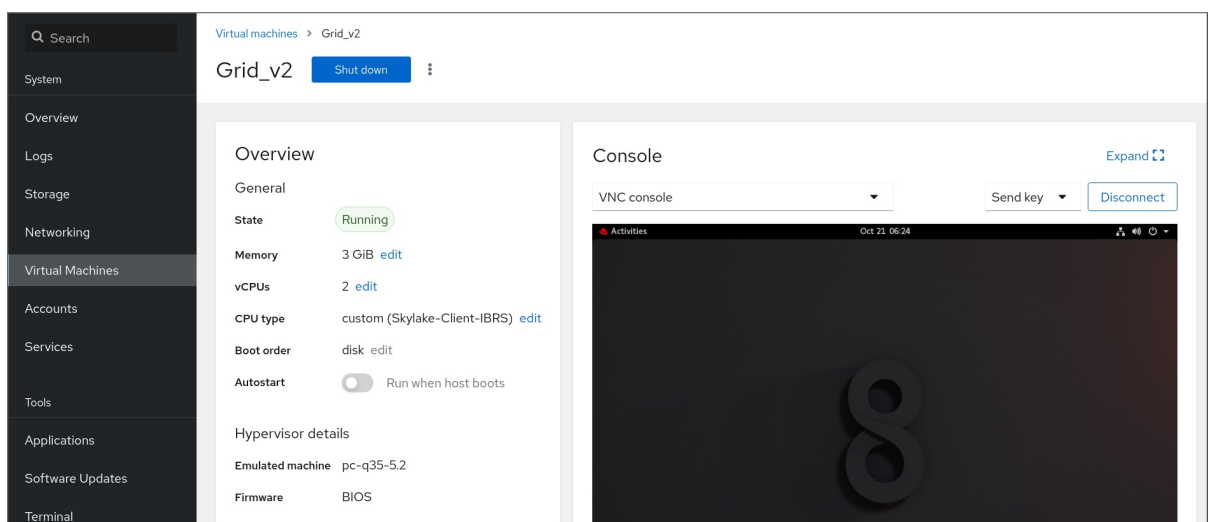 Search
System
Overview
Logs
Storage
Networking
Virtual Machines
Accounts
Services
Tools
Applications
Software Updates
Terminal
Virtual machines > Grid_v2
Grid_v2 Shut down
Overview
General
State Running
Memory 3 GiB edit
vCPUs 2 edit
CPU type custom (Skylake-Client-IBRS) edit
Boot order disk edit
Autostart Run when host boots
Hypervisor details
Emulated machine pc-q35-5.2
Firmware BIOS
Console Expand
VNC console Send key Disconnect
Activities Oct 21 06:24
8